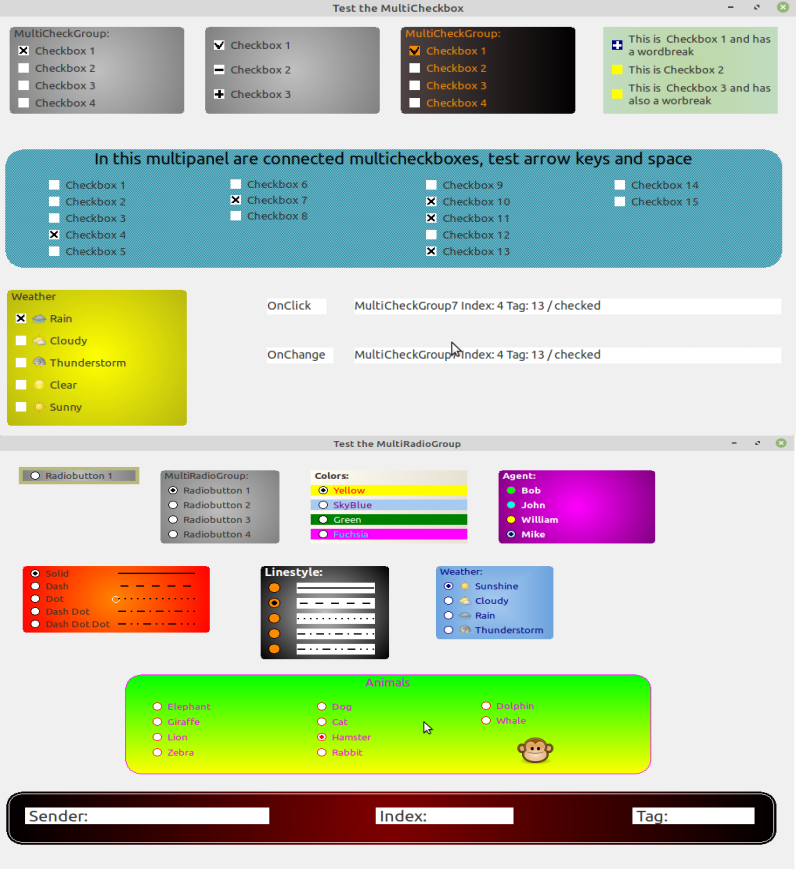 Test the MultiCheckbox
MultiCheckGroup:
Checkbox 1
Checkbox 2
Checkbox 3
Checkbox 4
Checkbox 1
Checkbox 2
Checkbox 3
MultiCheckGroup:
Checkbox 1
Checkbox 2
Checkbox 3
Checkbox 4
This is  Checkbox 1 and has
a wordbreak
This is Checkbox 2
This is  Checkbox 3 and has
also a worbreak
In this multipanel are connected multicheckboxes, test arrow keys and space
Checkbox 1
Checkbox 2
Checkbox 3
Checkbox 4
Checkbox 5
Checkbox 6
Checkbox 7
Checkbox 8
Checkbox 9
Checkbox 10
Checkbox 11
Checkbox 12
Checkbox 13
Checkbox 14
Checkbox 15
Weather
Rain
Cloudy
Thunderstorm
Clear
Sunny
OnClick
MultiCheckGroup7 Index: 4 Tag: 13 / checked
OnChange
MultiCheckGroup7 Index: 4 Tag: 13 / checked
Test the MultiRadioGroup
Radiobutton 1
MultiRadioGroup:
Radiobutton 1
Radiobutton 2
Radiobutton 3
Radiobutton 4
Colors:
Yellow
SkyBlue
Green
Fuchsia
Agent:
Bob
John
William
Mike
Solid
Dash
Dot
Dash Dot
Dash Dot Dot
Linestyle:
Weather:
Sunshine
Cloudy
Rain
Thunderstorm
Animals
Elephant
Giraffe
Lion
Zebra
Dog
Cat
Hamster
Rabbit
Dolphin
Whale
Sender:
Index:
Tag: